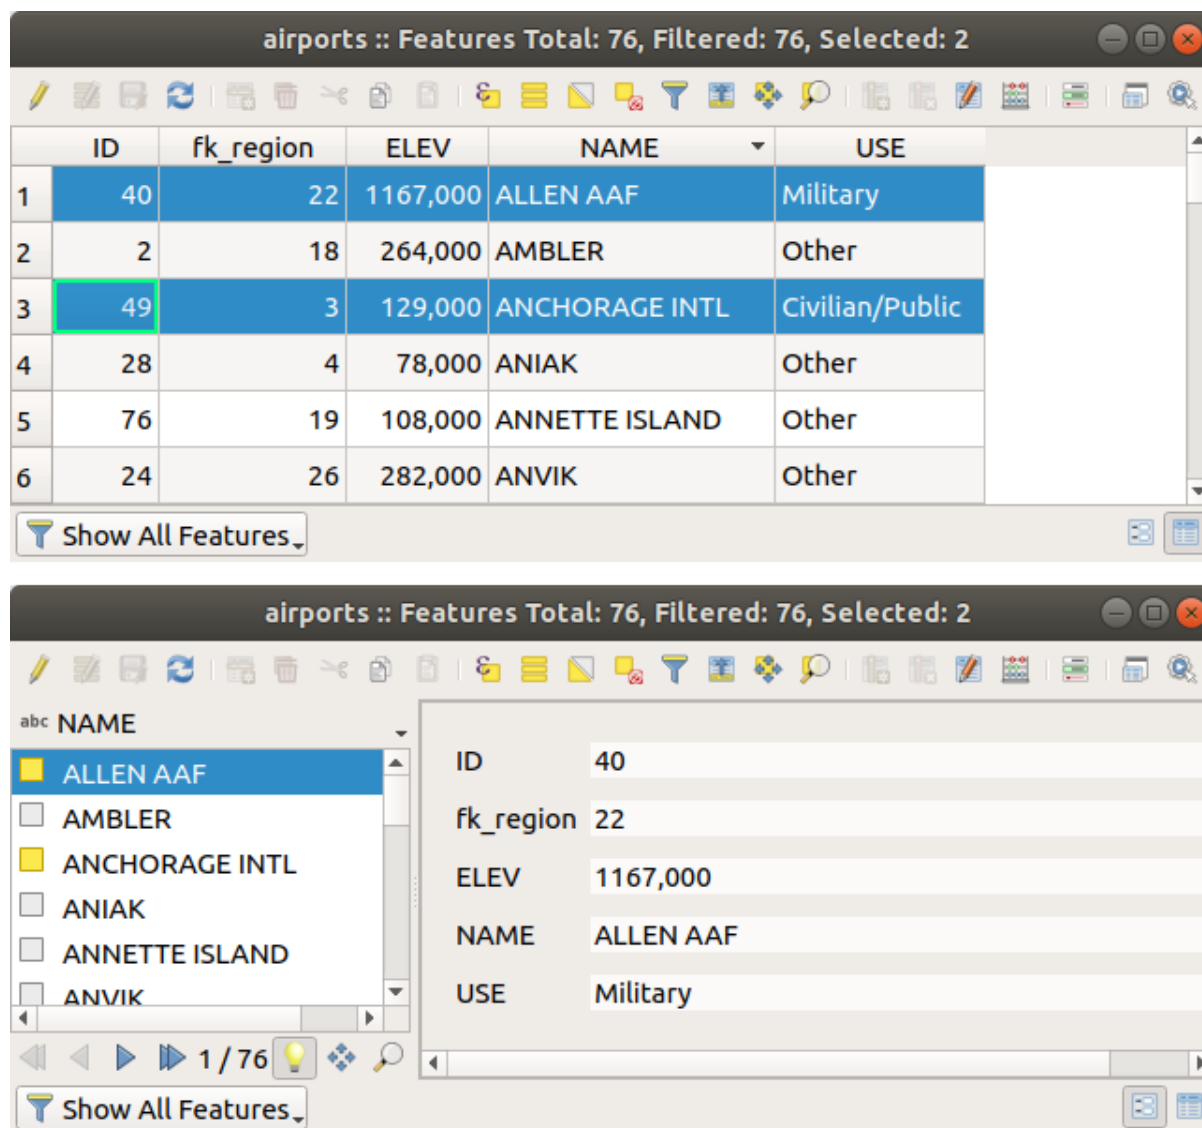 airports :: Features Total: 76, Filtered: 76, Selected: 2
ID fk_region ELEV NAME USE
1 40 22 1167,000 ALLEN AAF Military
2 2 18 264,000 AMBLER Other
3 49 3 129,000 ANCHORAGE INTL Civilian/Public
4 28 4 78,000 ANIAK Other
5 76 19 108,000 ANNETTE ISLAND Other
6 24 26 282,000 ANVIK Other
Show All Features
airports :: Features Total: 76, Filtered: 76, Selected: 2
abc NAME
ALLEN AAF
AMBLER
ANCHORAGE INTL
ANIAK
ANNETTE ISLAND
ANVIK
1 / 76
ID 40
fk_region 22
ELEV 1167,000
NAME ALLEN AAF
USE Military
Show All Features